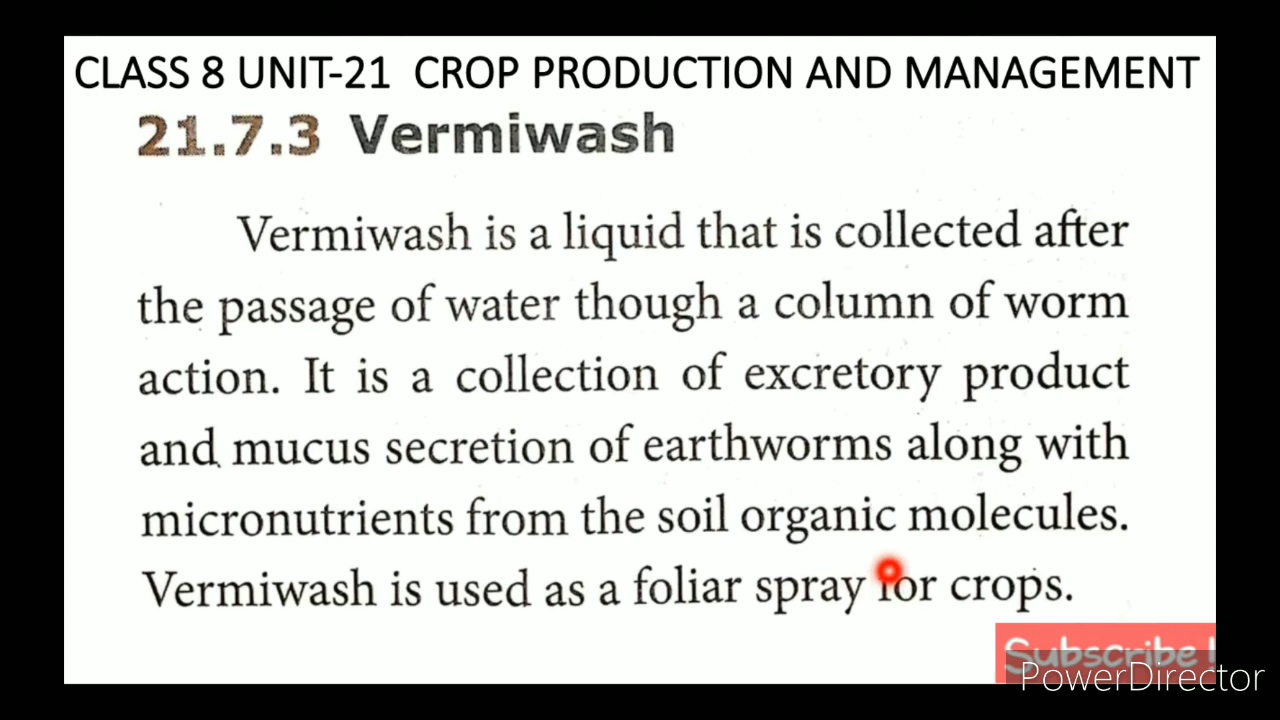 CLASS 8 UNIT-21 CROP PRODUCTION AND MANAGEMENT
21.7.3 Vermiwash
Vermiwash is a liquid that is collected after
the passage of water though a column of worm
action. It is a collection of excretory product
and mucus secretion of earthworms along with
micronutrients from the soil organic molecules.
Vermiwash is used as a foliar spray for crops.
Subscribe !
PowerDirector